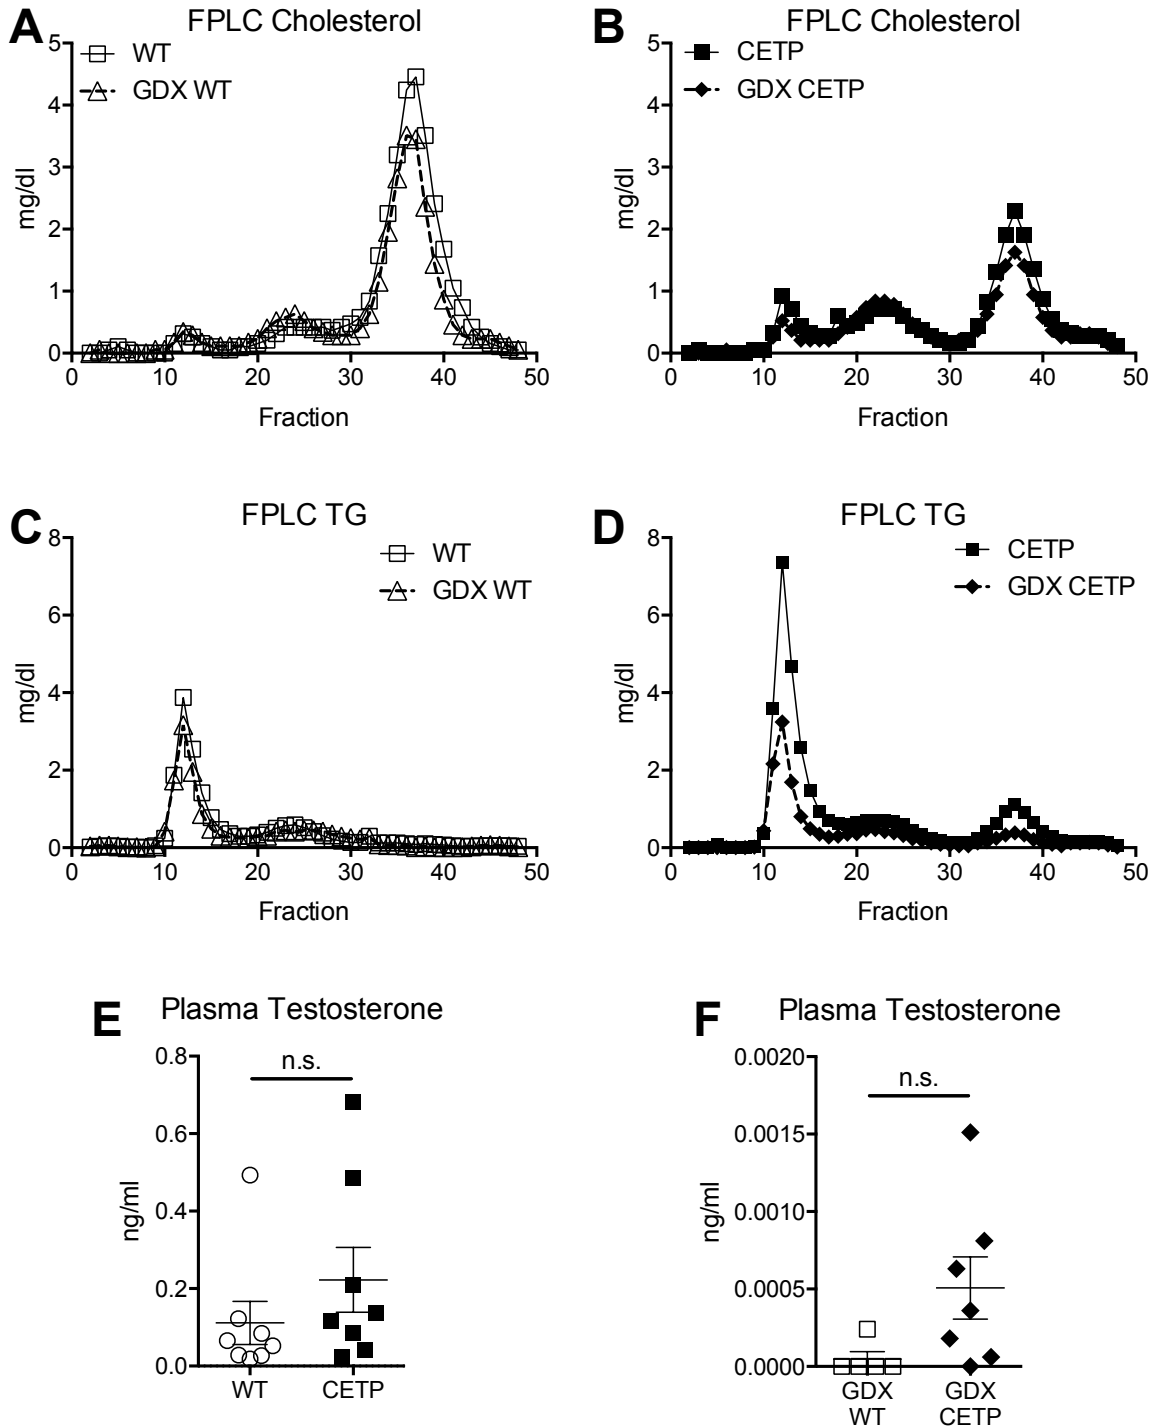 A
FPLC Cholesterol
5
4
3
2
1
0
mg/dl
WT
GDX WT
0 10 20 30 40 50
Fraction
B
FPLC Cholesterol
5
4
3
2
1
0
mg/dl
CETP
GDX CETP
0 10 20 30 40 50
Fraction
C
FPLC TG
8
6
4
2
0
mg/dl
WT
GDX WT
0 10 20 30 40 50
Fraction
D
FPLC TG
8
6
4
2
0
mg/dl
CETP
GDX CETP
0 10 20 30 40 50
Fraction
E
Plasma Testosterone
n.s.
0.8
0.6
0.4
0.2
0.0
ng/ml
WT CETP
F
Plasma Testosterone
n.s.
0.0020
0.0015
0.0010
0.0005
0.0000
ng/ml
GDX GDX
WT CETP